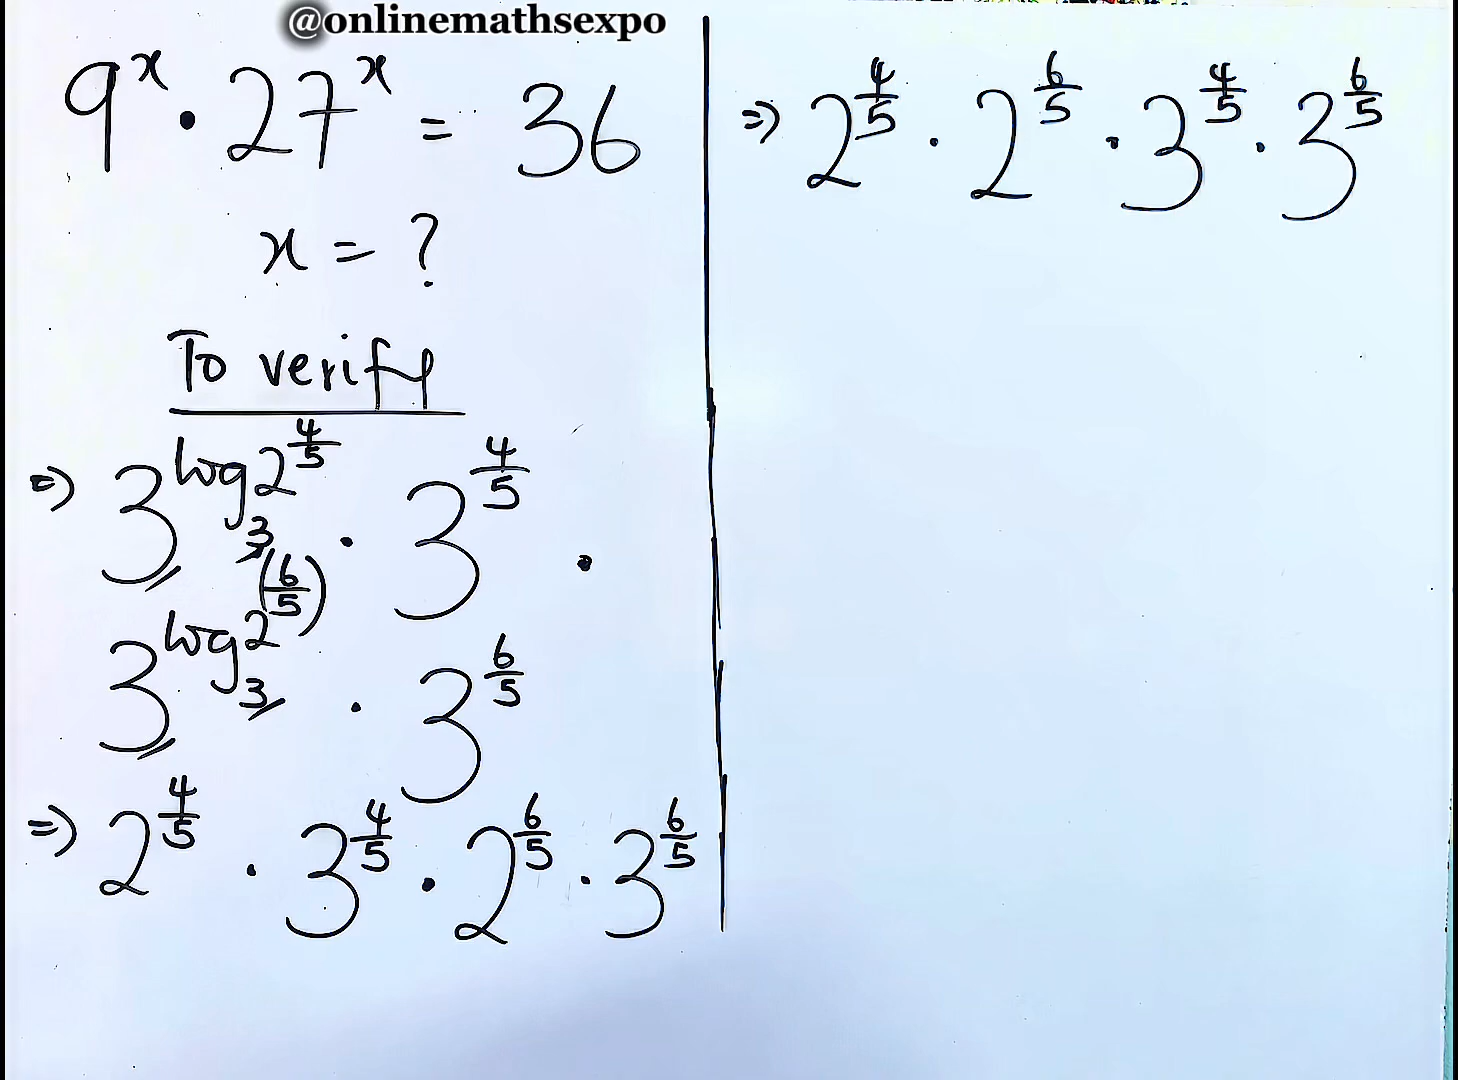 @onlinemathsexpo
9^x · 27^x = 36
x = ?
To verify
⇒ 3^(log_3 2^(4/5)) · 3^(4/5) ·
3^(log_3 2^(6/5)) · 3^(6/5)
⇒ 2^(4/5) · 3^(4/5) · 2^(6/5) · 3^(6/5)
⇒ 2^(4/5) · 2^(6/5) · 3^(4/5) · 3^(6/5)